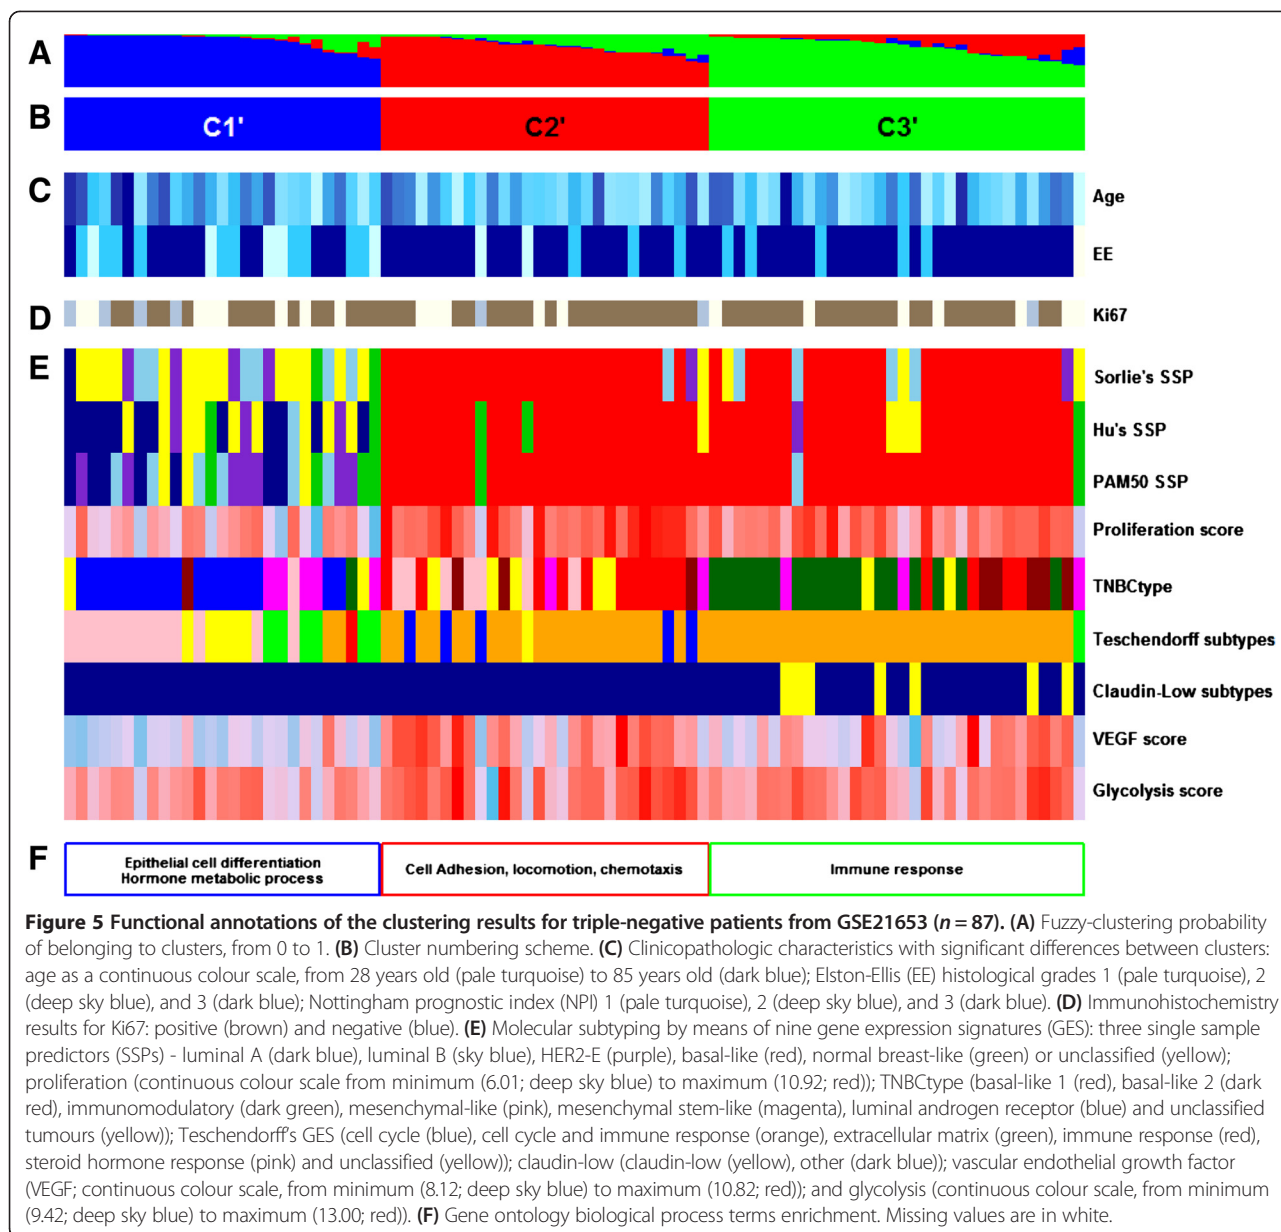 A
B
C1'
C2'
C3'
C
Age
EE
D
Ki67
E
Sorlie's SSP
Hu's SSP
PAM50 SSP
Proliferation score
TNBCtype
Teschendorff subtypes
Claudin-Low subtypes
VEGF score
Glycolysis score
F
Epithelial cell differentiation
Hormone metabolic process
Cell Adhesion, locomotion, chemotaxis
Immune response
Figure 5 Functional annotations of the clustering results for triple-negative patients from GSE21653 (n = 87). (A) Fuzzy-clustering probability
of belonging to clusters, from 0 to 1. (B) Cluster numbering scheme. (C) Clinicopathologic characteristics with significant differences between clusters:
age as a continuous colour scale, from 28 years old (pale turquoise) to 85 years old (dark blue); Elston-Ellis (EE) histological grades 1 (pale turquoise), 2
(deep sky blue), and 3 (dark blue); Nottingham prognostic index (NPI) 1 (pale turquoise), 2 (deep sky blue), and 3 (dark blue). (D) Immunohistochemistry
results for Ki67: positive (brown) and negative (blue). (E) Molecular subtyping by means of nine gene expression signatures (GES): three single sample
predictors (SSPs) - luminal A (dark blue), luminal B (sky blue), HER2-E (purple), basal-like (red), normal breast-like (green) or unclassified (yellow);
proliferation (continuous colour scale from minimum (6.01; deep sky blue) to maximum (10.92; red)); TNBCtype (basal-like 1 (red), basal-like 2 (dark
red), immunomodulatory (dark green), mesenchymal-like (pink), mesenchymal stem-like (magenta), luminal androgen receptor (blue) and unclassified
tumours (yellow)); Teschendorff's GES (cell cycle (blue), cell cycle and immune response (orange), extracellular matrix (green), immune response (red),
steroid hormone response (pink) and unclassified (yellow)); claudin-low (claudin-low (yellow), other (dark blue)); vascular endothelial growth factor
(VEGF; continuous colour scale, from minimum (8.12; deep sky blue) to maximum (10.82; red)); and glycolysis (continuous colour scale, from minimum
(9.42; deep sky blue) to maximum (13.00; red)). (F) Gene ontology biological process terms enrichment. Missing values are in white.